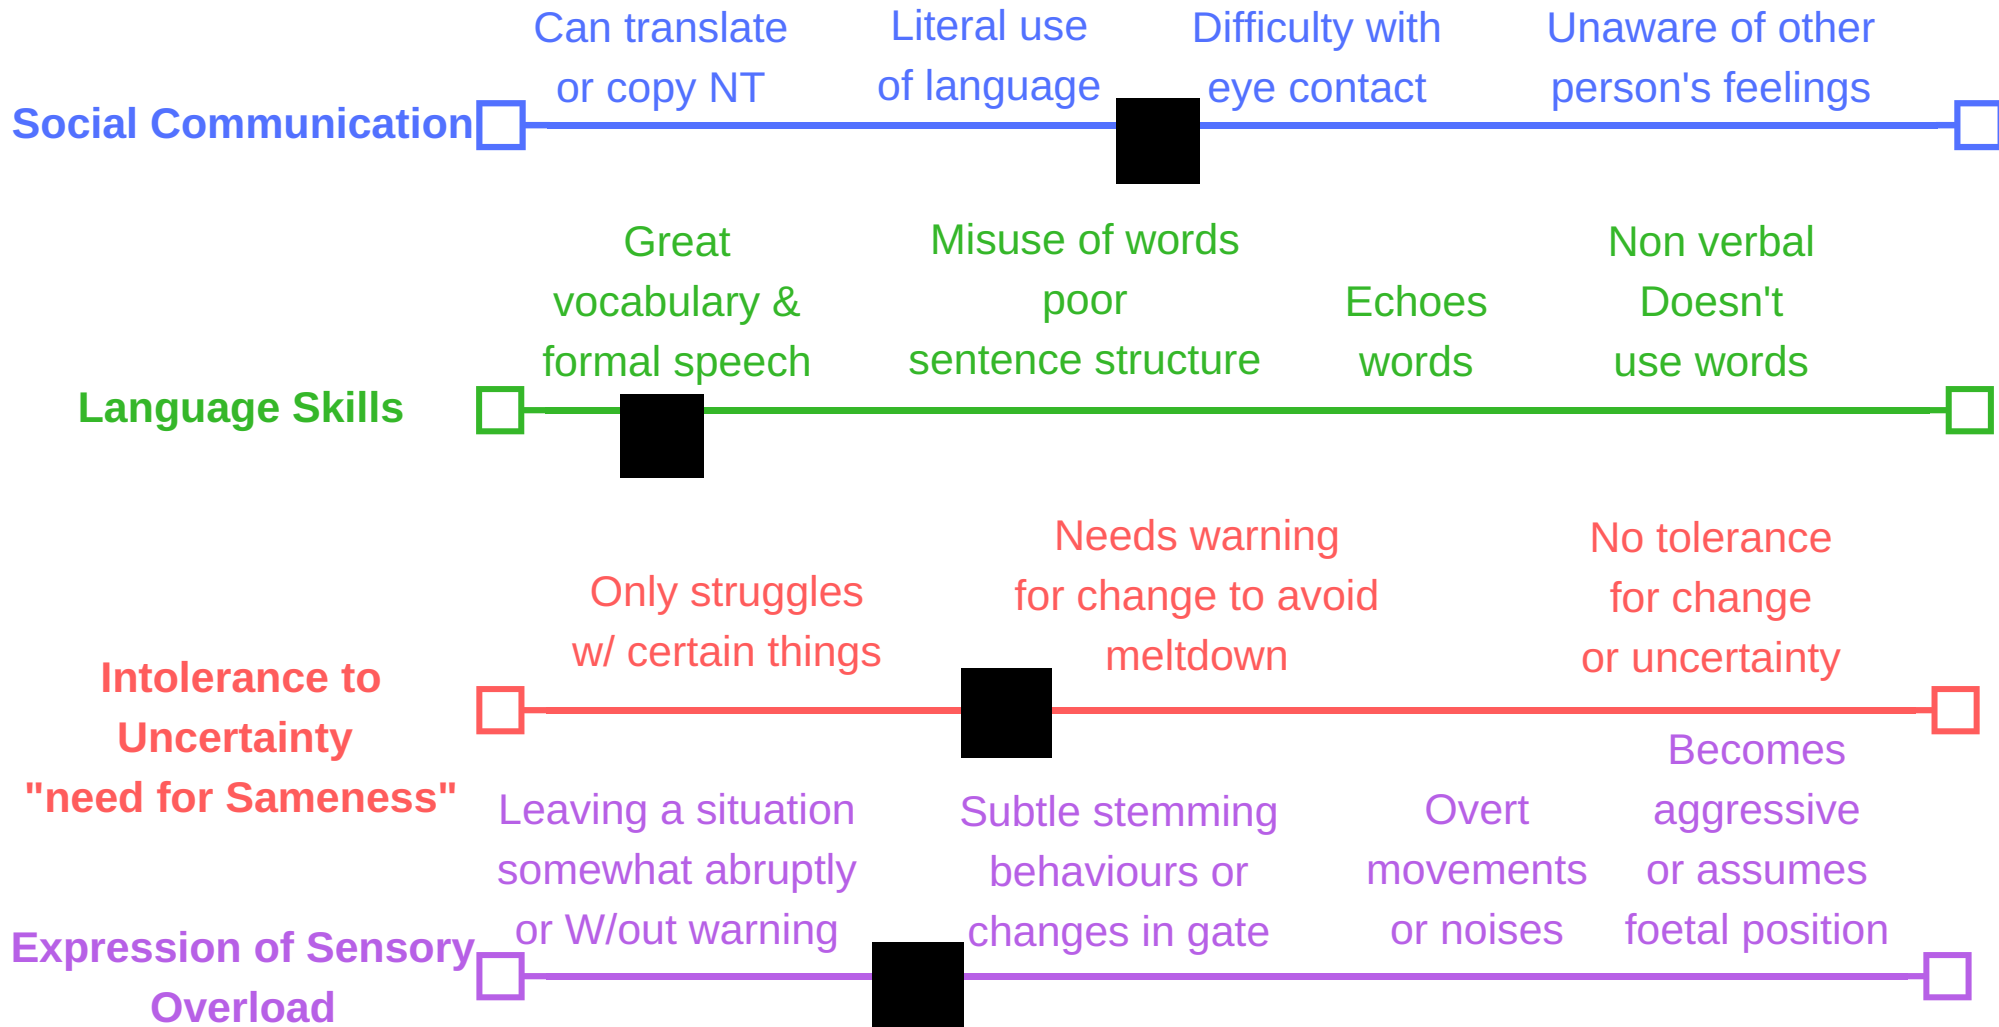 Can translate
or copy NT
Literal use
of language
Difficulty with
eye contact
Unaware of other
person's feelings
Social Communication
Great
vocabulary &
formal speech
Misuse of words
poor
sentence structure
Echoes
words
Non verbal
Doesn't
use words
Language Skills
Only struggles
w/ certain things
Needs warning
for change to avoid
meltdown
No tolerance
for change
or uncertainty
Intolerance to
Uncertainty
"need for Sameness"
Leaving a situation
somewhat abruptly
or W/out warning
Subtle stemming
behaviours or
changes in gate
Overt
movements
or noises
Becomes
aggressive
or assumes
foetal position
Expression of Sensory
Overload